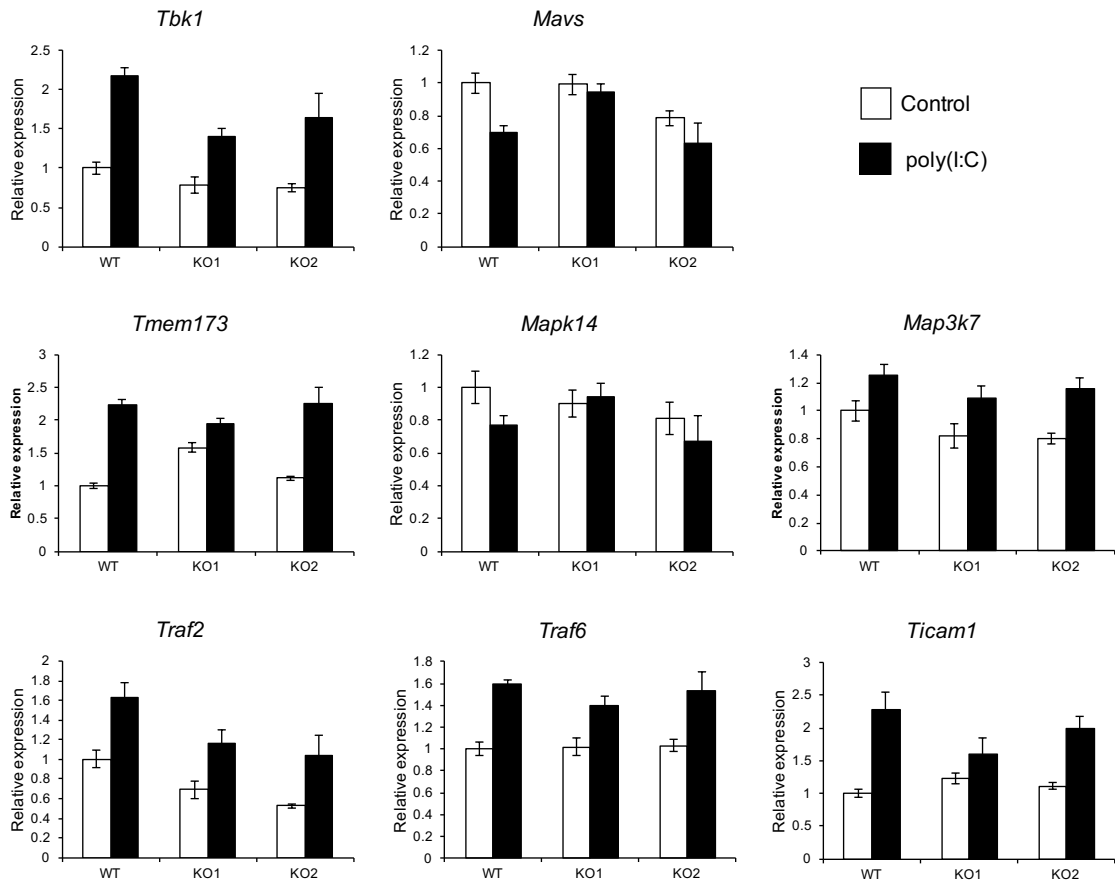 Tbk1
Relative expression
2.5
2
1.5
1
0.5
0
WT KO1 KO2
Mavs
Relative expression
1.2
1
0.8
0.6
0.4
0.2
0
WT KO1 KO2
Control
poly(I:C)
Tmem173
Relative expression
3
2.5
2
1.5
1
0.5
0
WT KO1 KO2
Mapk14
Relative expression
1.2
1
0.8
0.6
0.4
0.2
0
WT KO1 KO2
Map3k7
Relative expression
1.4
1.2
1
0.8
0.6
0.4
0.2
0
WT KO1 KO2
Traf2
Relative expression
2
1.8
1.6
1.4
1.2
1
0.8
0.6
0.4
0.2
0
WT KO1 KO2
Traf6
Relative expression
1.8
1.6
1.4
1.2
1
0.8
0.6
0.4
0.2
0
WT KO1 KO2
Ticam1
Relative expression
3
2.5
2
1.5
1
0.5
0
WT KO1 KO2